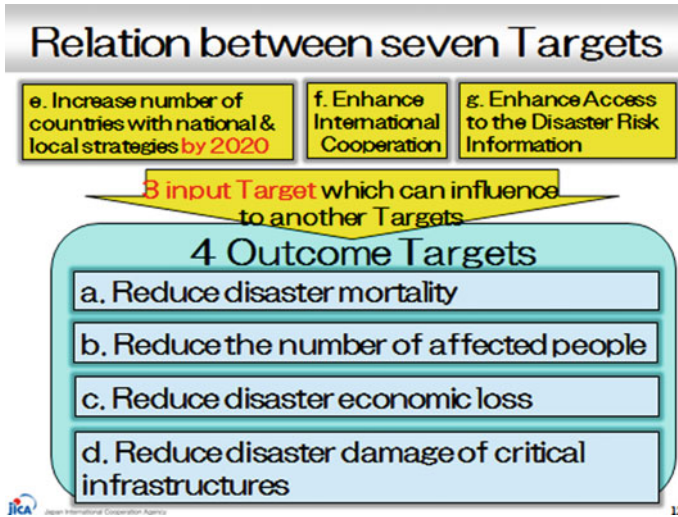 Relation between seven Targets
e. Increase number of
countries with national &
local strategies by 2020
f. Enhance
International
Cooperation
g. Enhance Access
to the Disaster Risk
Information
3 input Target which can influence
to another Targets
4 Outcome Targets
a. Reduce disaster mortality
b. Reduce the number of affected people
c. Reduce disaster economic loss
d. Reduce disaster damage of critical
infrastructures
jICA Japan International Cooperation Agency